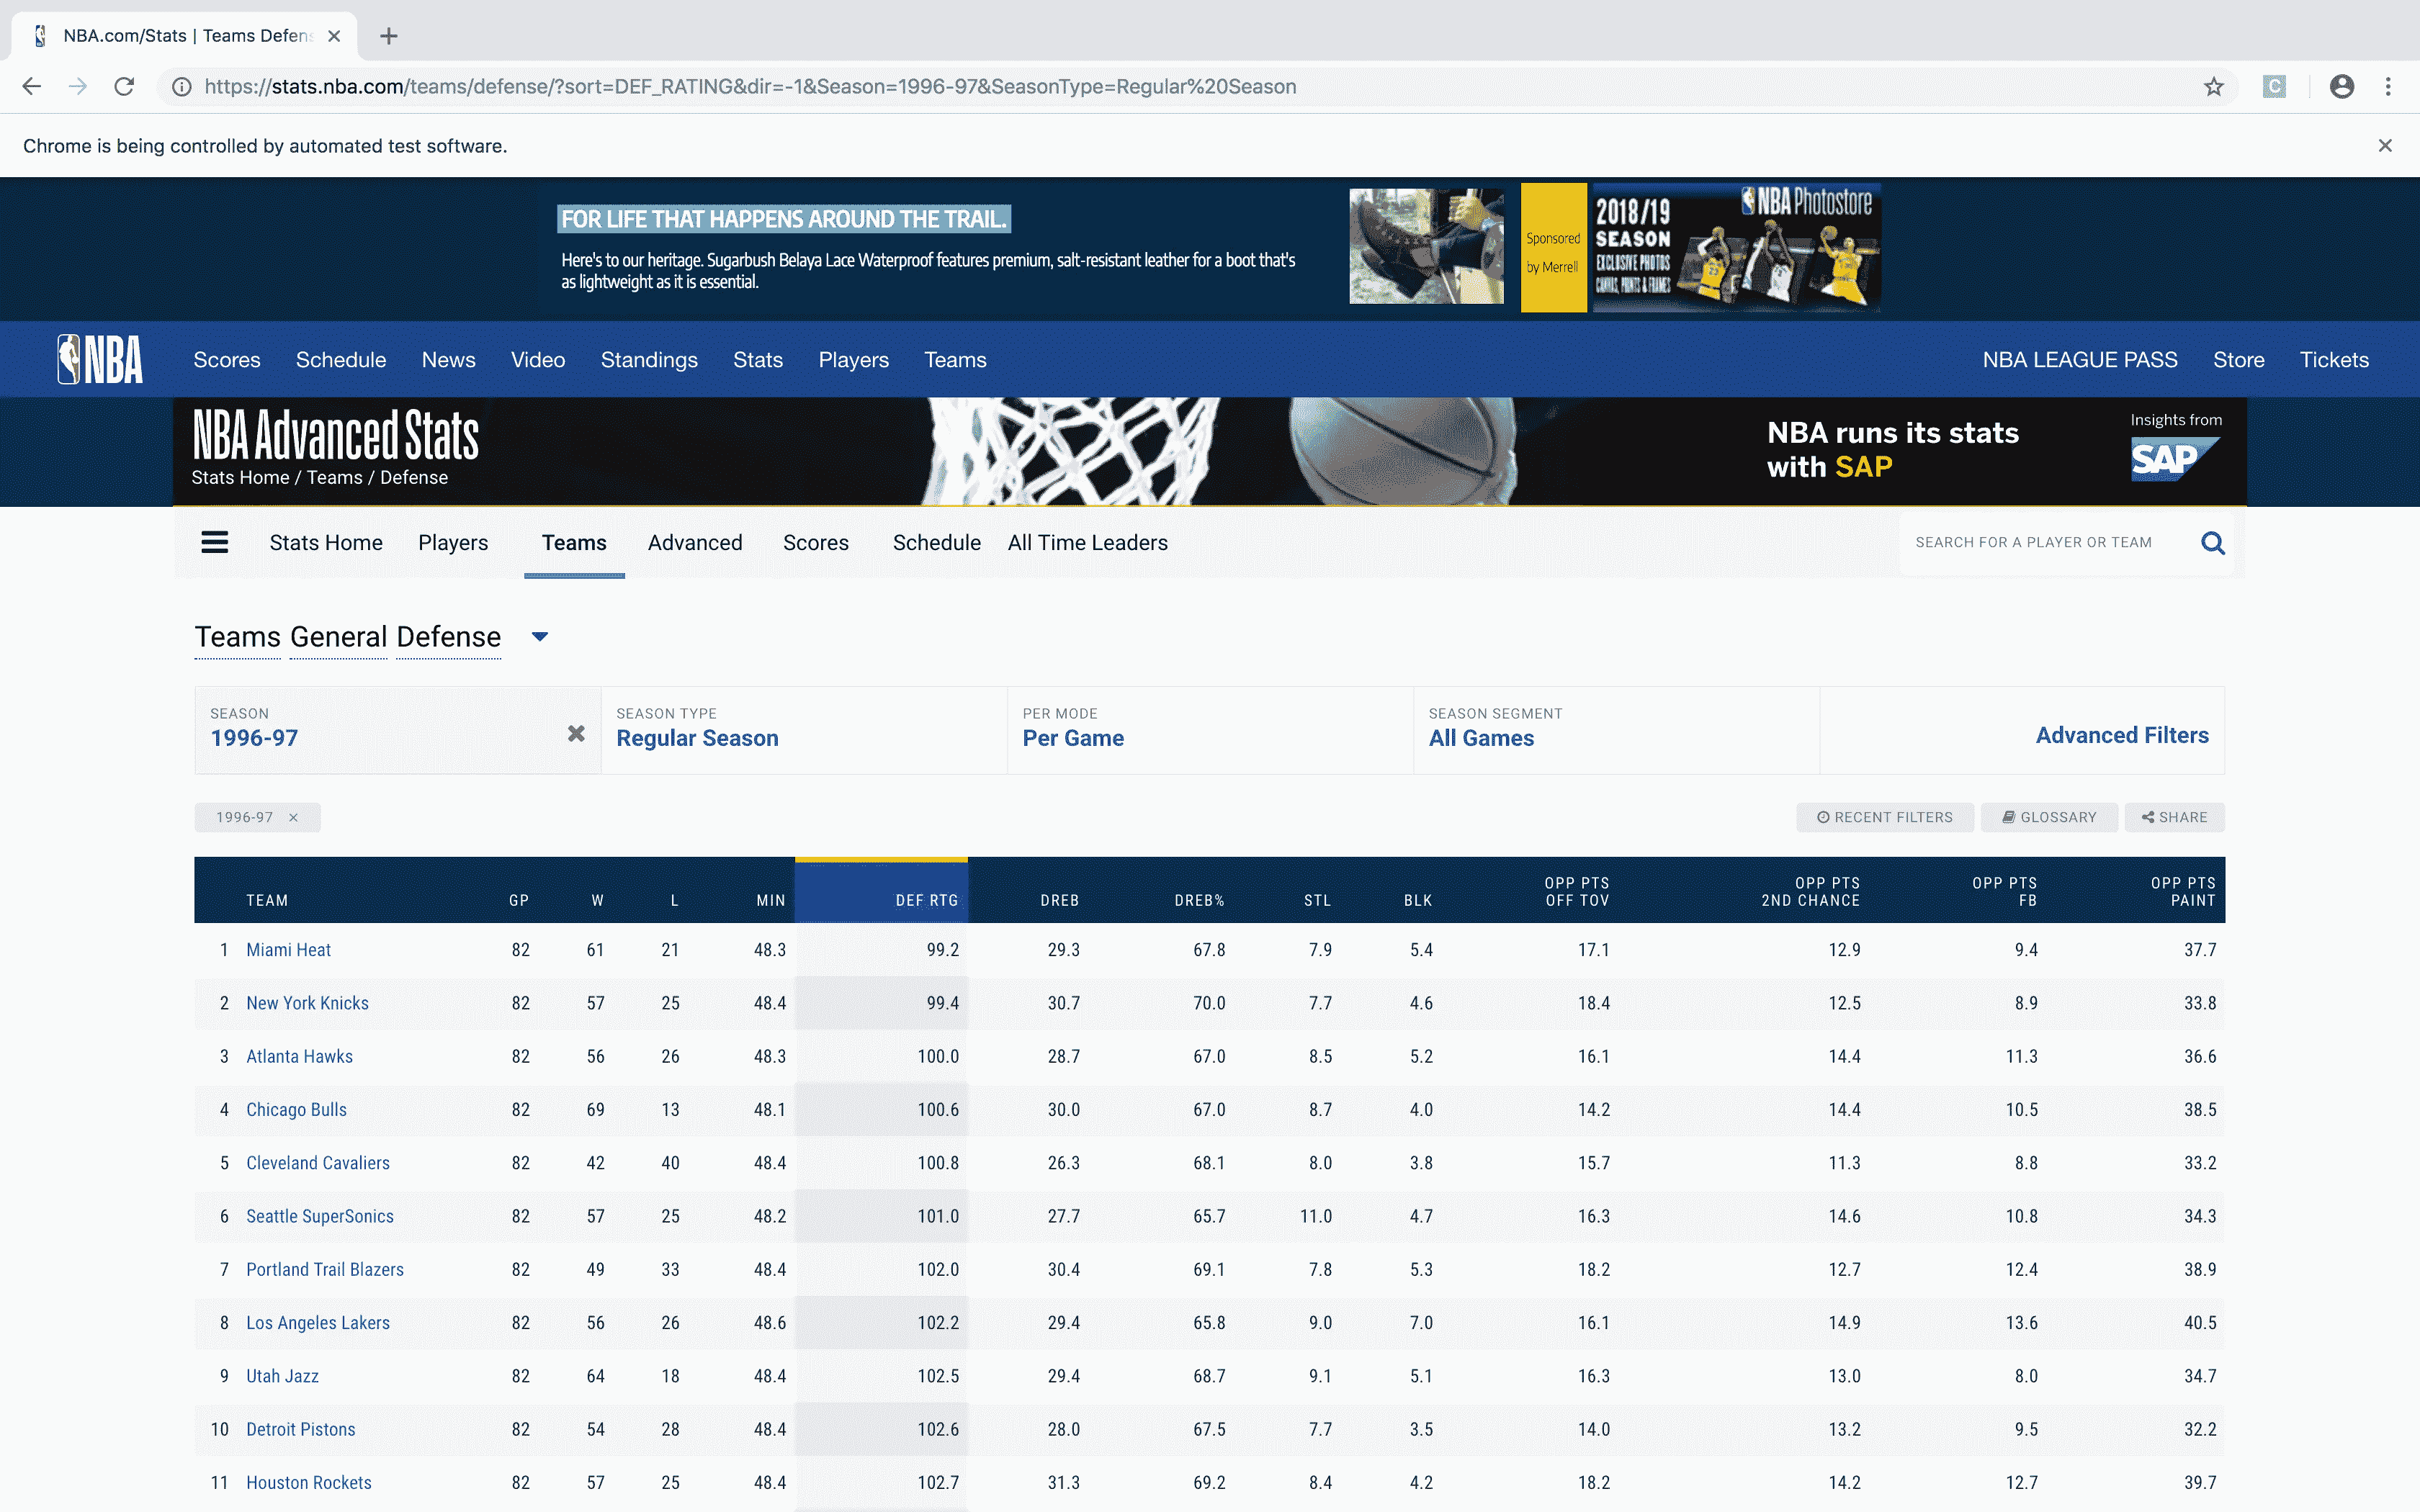 NBA.com/Stats | Teams Defens
https://stats.nba.com/teams/defense/?sort=DEF_RATING&dir=-1&Season=1996-97&SeasonType=Regular%20Season
C
Chrome is being controlled by automated test software.
FOR LIFE THAT HAPPENS AROUND THE TRAIL.
Here's to our heritage. Sugarbush Belaya Lace Waterproof features premium, salt-resistant leather for a boot that's
as lightweight as it is essential.
Sponsored
by Merrell
NBA Photostore
2018/19
SEASON
EXCLUSIVE PHOTOS
CANVAS, PRINTS & FRAMES
NBA Scores Schedule News Video Standings Stats Players Teams NBA LEAGUE PASS Store Tickets
NBA Advanced Stats
Stats Home / Teams / Defense
NBA runs its stats
with SAP
Insights from
SAP
Stats Home Players Teams Advanced Scores Schedule All Time Leaders SEARCH FOR A PLAYER OR TEAM
Teams General Defense
SEASON
1996-97
SEASON TYPE
Regular Season
PER MODE
Per Game
SEASON SEGMENT
All Games
Advanced Filters
1996-97 RECENT FILTERS GLOSSARY SHARE
TEAM GP W L MIN DEF RTG DREB DREB% STL BLK OPP PTS OFF TOV OPP PTS 2ND CHANCE OPP PTS FB OPP PTS PAINT
1 Miami Heat 82 61 21 48.3 99.2 29.3 67.8 7.9 5.4 17.1 12.9 9.4 37.7
2 New York Knicks 82 57 25 48.4 99.4 30.7 70.0 7.7 4.6 18.4 12.5 8.9 33.8
3 Atlanta Hawks 82 56 26 48.3 100.0 28.7 67.0 8.5 5.2 16.1 14.4 11.3 36.6
4 Chicago Bulls 82 69 13 48.1 100.6 30.0 67.0 8.7 4.0 14.2 14.4 10.5 38.5
5 Cleveland Cavaliers 82 42 40 48.4 100.8 26.3 68.1 8.0 3.8 15.7 11.3 8.8 33.2
6 Seattle SuperSonics 82 57 25 48.2 101.0 27.7 65.7 11.0 4.7 16.3 14.6 10.8 34.3
7 Portland Trail Blazers 82 49 33 48.4 102.0 30.4 69.1 7.8 5.3 18.2 12.7 12.4 38.9
8 Los Angeles Lakers 82 56 26 48.6 102.2 29.4 65.8 9.0 7.0 16.1 14.9 13.6 40.5
9 Utah Jazz 82 64 18 48.4 102.5 29.4 68.7 9.1 5.1 16.3 13.0 8.0 34.7
10 Detroit Pistons 82 54 28 48.4 102.6 28.0 67.5 7.7 3.5 14.0 13.2 9.5 32.2
11 Houston Rockets 82 57 25 48.4 102.7 31.3 69.2 8.4 4.2 18.2 14.2 12.7 39.7